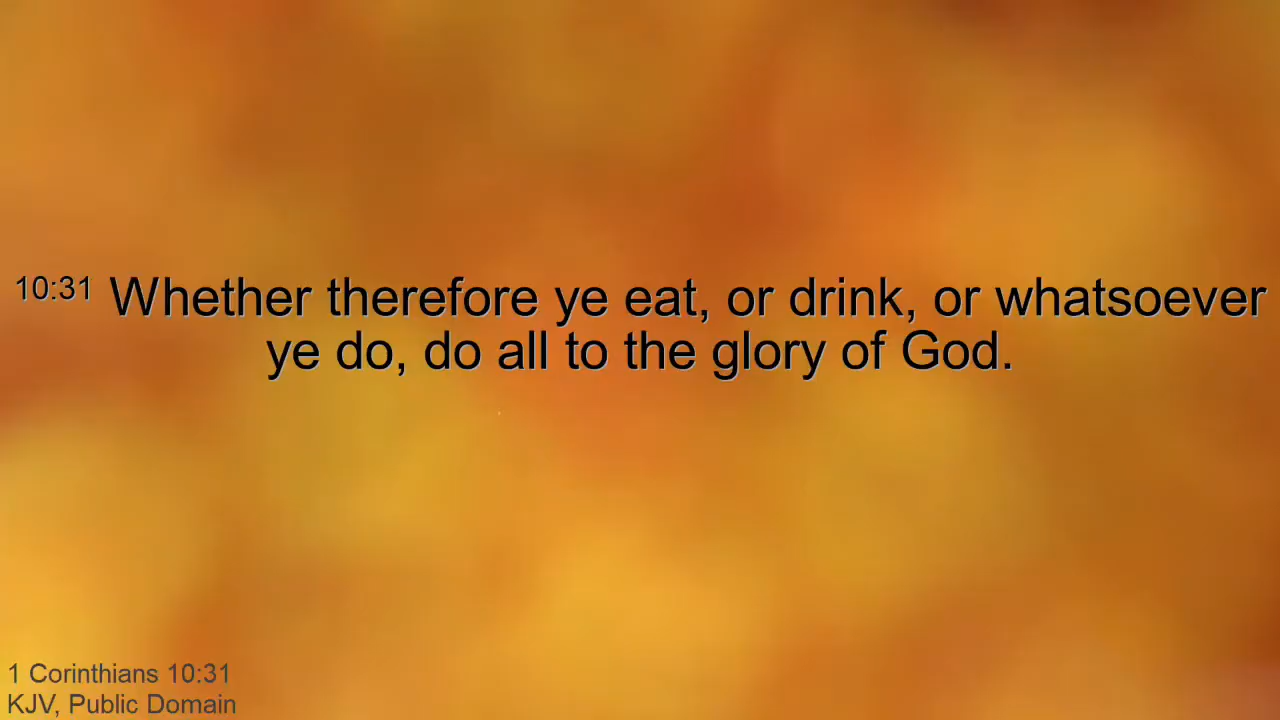 10:31 Whether therefore ye eat, or drink, or whatsoever
ye do, do all to the glory of God.
1 Corinthians 10:31
KJV, Public Domain